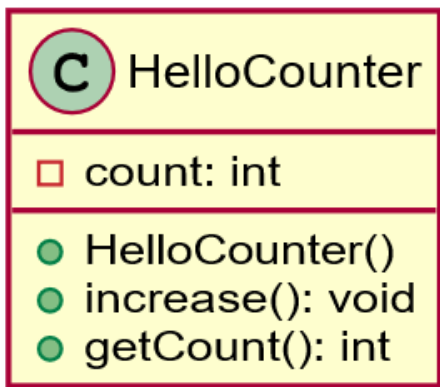 C HelloCounter
count: int
HelloCounter()
increase(): void
getCount(): int